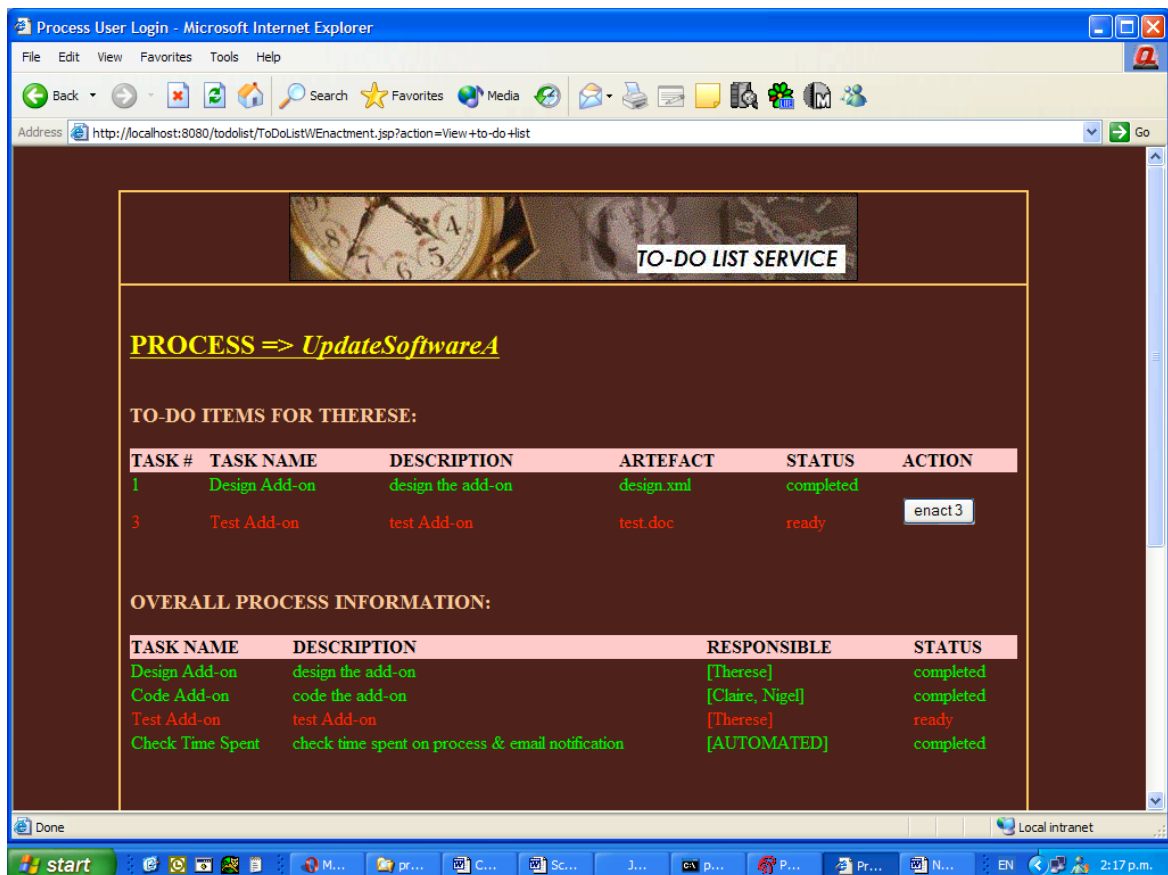 Process User Login - Microsoft Internet Explorer
File Edit View Favorites Tools Help
Back Search Favorites Media
Address http://localhost:8080/todolist/ToDoListWEnactment.jsp?action=View+to-do+list Go
TO-DO LIST SERVICE
PROCESS => UpdateSoftwareA
TO-DO ITEMS FOR THERESE:
TASK # TASK NAME DESCRIPTION ARTEFACT STATUS ACTION
1 Design Add-on design the add-on design.xml completed
3 Test Add-on test Add-on test.doc ready enact 3
OVERALL PROCESS INFORMATION:
TASK NAME DESCRIPTION RESPONSIBLE STATUS
Design Add-on design the add-on [Therese] completed
Code Add-on code the add-on [Claire, Nigel] completed
Test Add-on test Add-on [Therese] ready
Check Time Spent check time spent on process & email notification [AUTOMATED] completed
Done Local intranet
start M... pr... C... Sc... J... p... P... Pr... N... EN 2:17 p.m.